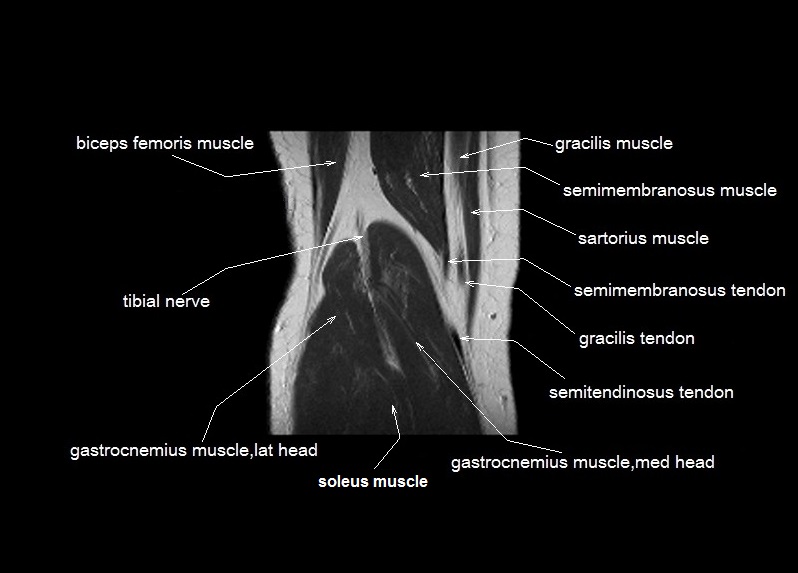 biceps femoris muscle
gracilis muscle
semimembranosus muscle
sartorius muscle
semimembranosus tendon
tibial nerve
gracilis tendon
semitendinosus tendon
gastrocnemius muscle,lat head
gastrocnemius muscle,med head
soleus muscle